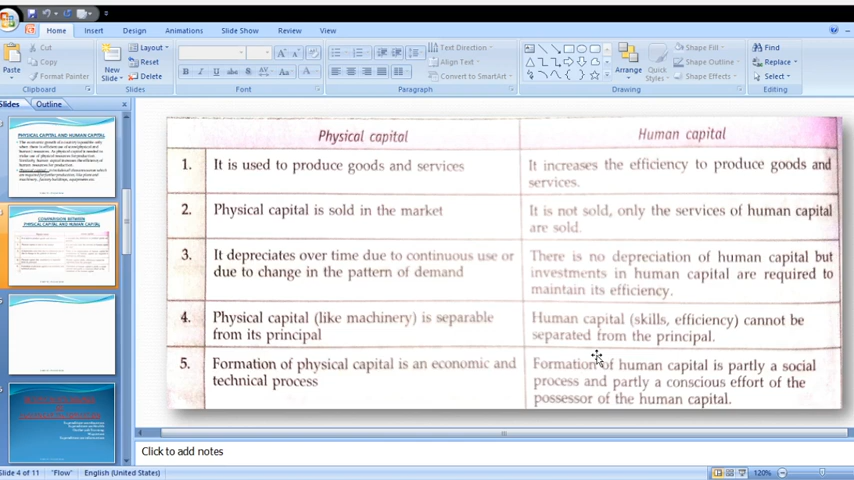 Home Insert Design Animations Slide Show Review View
Cut
Copy
Format Painter
Paste
Clipboard
New
Slide
Layout
Reset
Delete
Slides
Font
Paragraph
Text Direction
Align Text
Convert to SmartArt
Arrange
Quick
Styles
Shape Fill
Shape Outline
Shape Effects
Drawing
Find
Replace
Select
Editing
Slides Outline
PHYSICAL CAPITAL AND HUMAN CAPITAL
COMPARISON BETWEEN
PHYSICAL CAPITAL AND HUMAN CAPITAL
Physical capital Human capital
1. It is used to produce goods and services
It increases the efficiency to produce goods and
services.
2. Physical capital is sold in the market
It is not sold, only the services of human capital
are sold.
3. It depreciates over time due to continuous use or
due to change in the pattern of demand
There is no depreciation of human capital but
investments in human capital are required to
maintain its efficiency.
4. Physical capital (like machinery) is separable
from its principal
Human capital (skills, efficiency) cannot be
separated from the principal.
5. Formation of physical capital is an economic and
technical process
Formation of human capital is partly a social
process and partly a conscious effort of the
possessor of the human capital.
Click to add notes
Slide 4 of 11 "Flow" English (United States) 120%